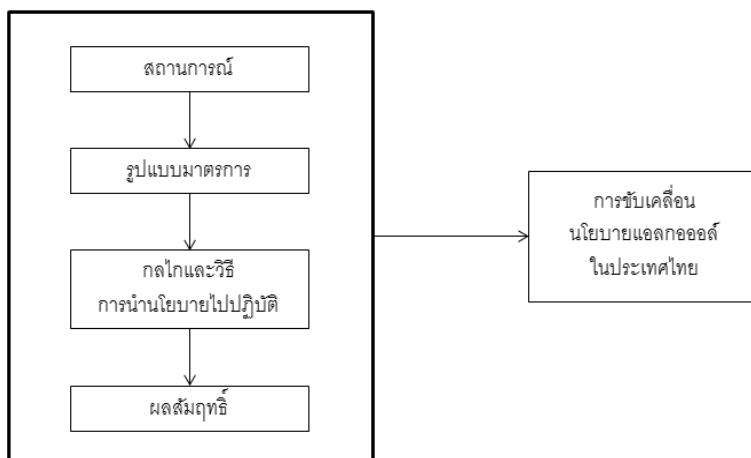 สถานการณ์
รูปแบบมาตรการ
กลไกและวิธี
การนำนโยบายไปปฏิบัติ
ผลสัมฤทธิ์
การขับเคลื่อน
นโยบายแอลกอออล์
ในประเทศไทย